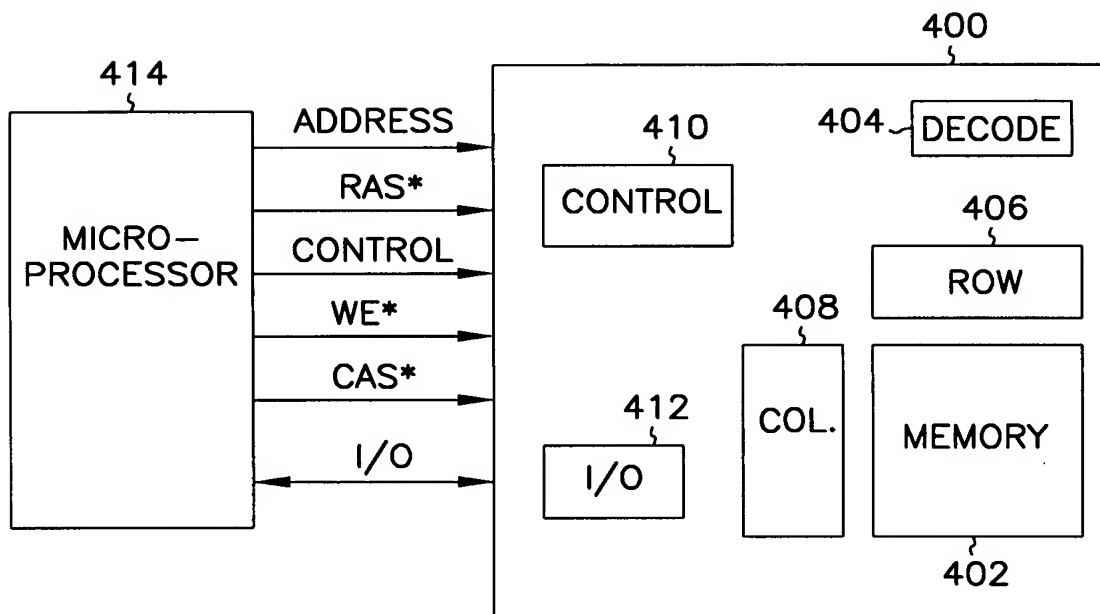 400
414
ADDRESS
410
404 DECODE
RAS*
CONTROL
406
MICRO-
PROCESSOR
CONTROL
ROW
WE*
408
CAS*
412
COL.
MEMORY
I/O
I/O
402